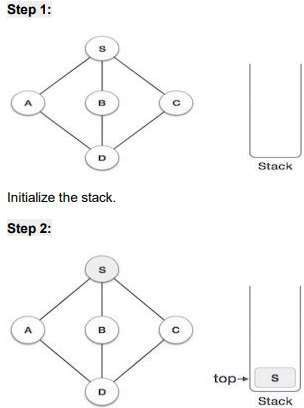 Step 1:
S
A
B
C
D
Stack
Initialize the stack.
Step 2:
S
A
B
C
D
top
S
Stack